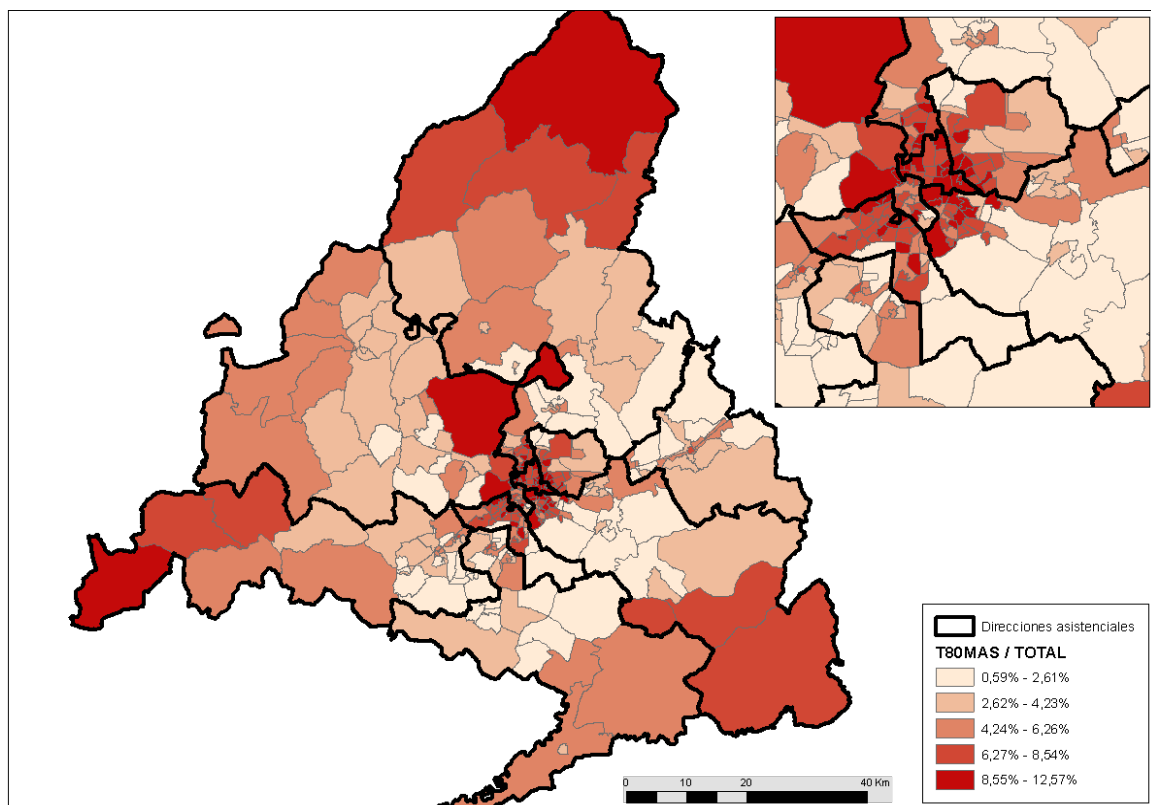 Direcciones asistenciales
T80MAS / TOTAL
0,59% - 2,61%
2,62% - 4,23%
4,24% - 6,26%
6,27% - 8,54%
8,55% - 12,57%
0 10 20 40 Km